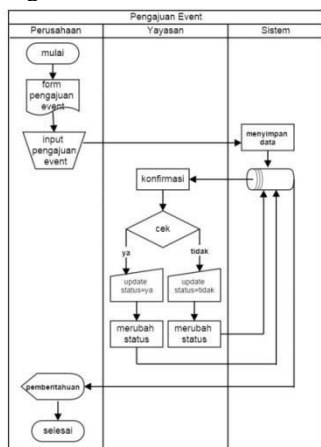 Pengajuan Event
Perusahaan
Yayasan
Sistem
mulai
form
pengajuan
event
input
pengajuan
event
menyimpan
data
konfirmasi
cek
ya
tidak
update
status=ya
update
status=tidak
merubah
status
merubah
status
pemberitahuan
selesai